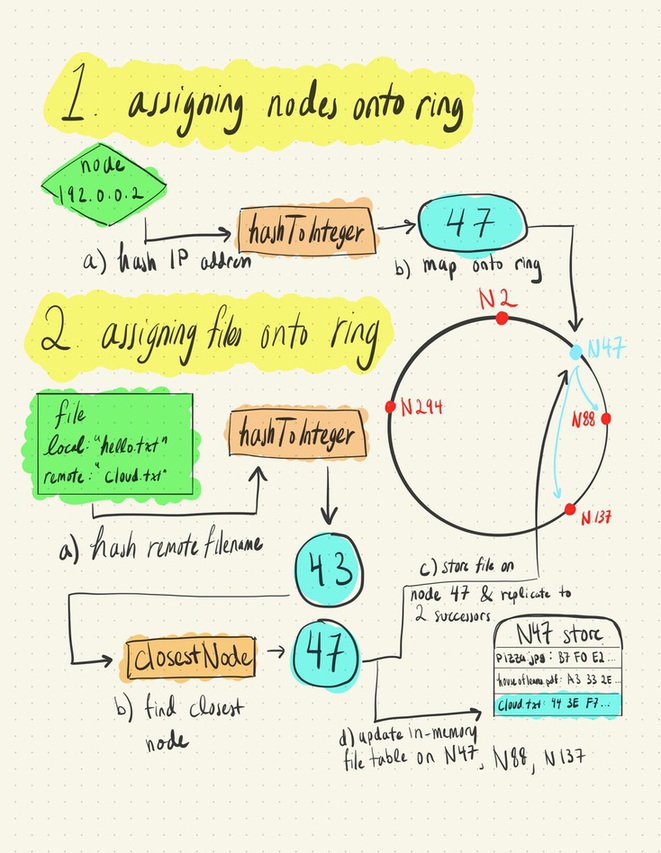 1. assigning nodes onto ring
node
192.0.0.2
hashToInteger
47
a) hash IP address
b) map onto ring
2. assigning files onto ring
N2
N47
N294
N88
N137
file
local: "hello.txt"
remote: "cloud.txt"
hashToInteger
a) hash remote filename
43
c) store file on
node 47 & replicate to
2 successors
closestNode
47
b) find closest
node
N47 store
pizza.jpg: B7 F0 E2...
houseofleaves.pdf: A3 33 2E...
cloud.txt: 44 3E F7...
d) update in-memory
file table on N47, N88, N137